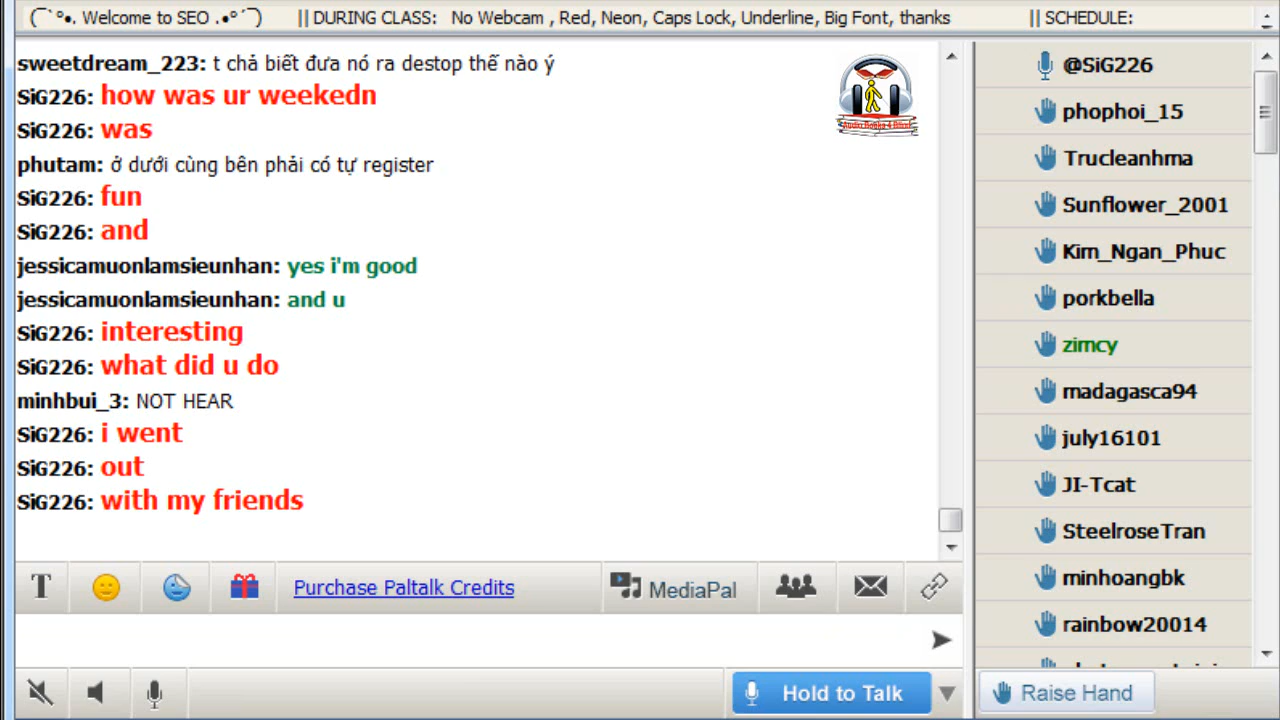 (¯`°•. Welcome to SEO .•°´¯) || DURING CLASS: No Webcam , Red, Neon, Caps Lock, Underline, Big Font, thanks || SCHEDULE:
sweetdream_223: t chả biết đưa nó ra destop thế nào ý
SiG226: how was ur weekedn
SiG226: was
phutam: ở dưới cùng bên phải có tự register
SiG226: fun
SiG226: and
jessicamuonlamsieunhan: yes i'm good
jessicamuonlamsieunhan: and u
SiG226: interesting
SiG226: what did u do
minhbui_3: NOT HEAR
SiG226: i went
SiG226: out
SiG226: with my friends
T
Purchase Paltalk Credits
MediaPal
Hold to Talk
@SiG226
phophoi_15
Trucleanhma
Sunflower_2001
Kim_Ngan_Phuc
porkbella
zimcy
madagasca94
july16101
JI-Tcat
SteelroseTran
minhoangbk
rainbow20014
Raise Hand